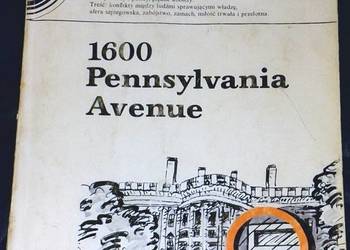 Treść: konflikty między ludźmi sprawującymi władzę,
afera szpiegowska, zabójstwo, zamach, miłość trwała i przelotna.
1600
Pennsylvania
Avenue